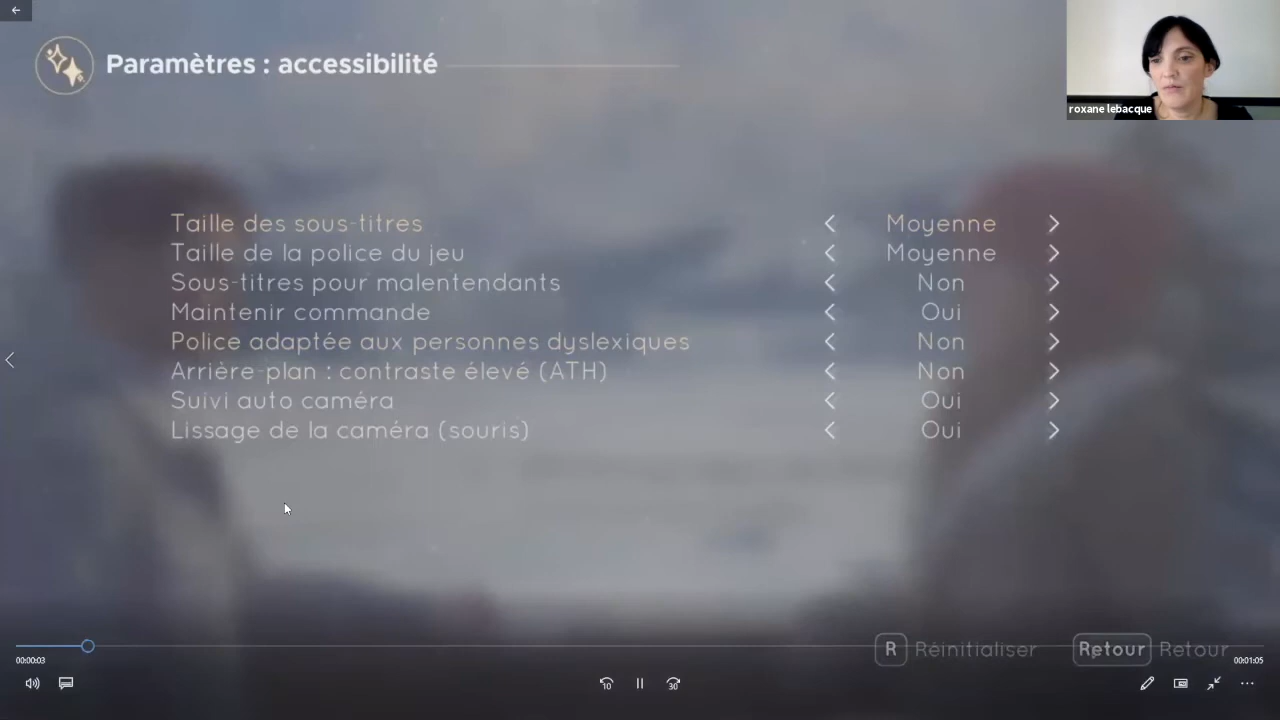 Paramètres : accessibilité
roxane lebacque
Taille des sous-titres Moyenne
Taille de la police du jeu Moyenne
Sous-titres pour malentendants Non
Maintenir commande Oui
Police adaptée aux personnes dyslexiques Non
Arrière-plan : contraste élevé (ATH) Non
Suivi auto caméra Oui
Lissage de la caméra (souris) Oui
R Réinitialiser Retour Retour
00:00:03 00:01:05
10 30